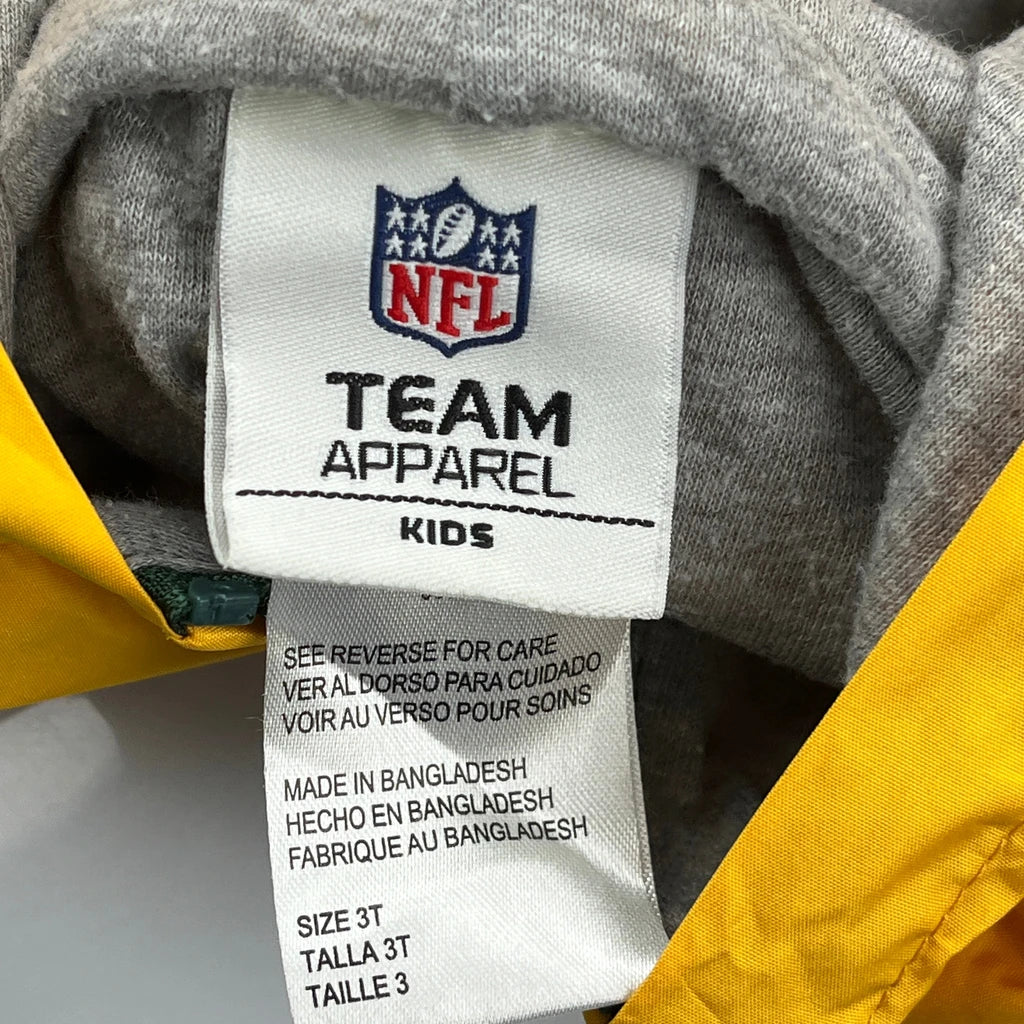 NFL
TEAM
APPAREL
KIDS
SEE REVERSE FOR CARE
VER AL DORSO PARA CUIDADO
VOIR AU VERSO POUR SOINS
MADE IN BANGLADESH
HECHO EN BANGLADESH
FABRIQUE AU BANGLADESH
SIZE 3T
TALLA 3T
TAILLE 3